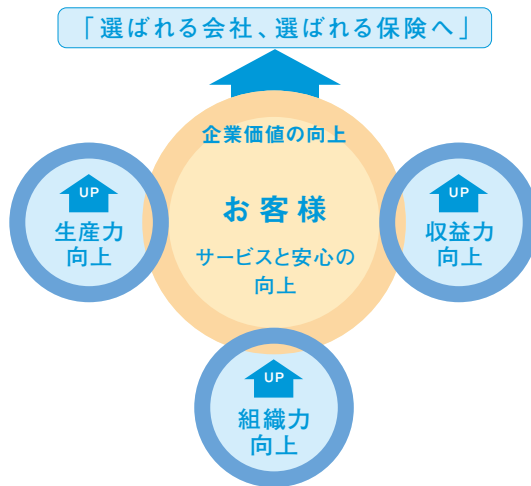 「選ばれる会社、選ばれる保険へ」
企業価値の向上
お客様
サービスと安心の
向上
UP
生産力
向上
UP
収益力
向上
UP
組織力
向上